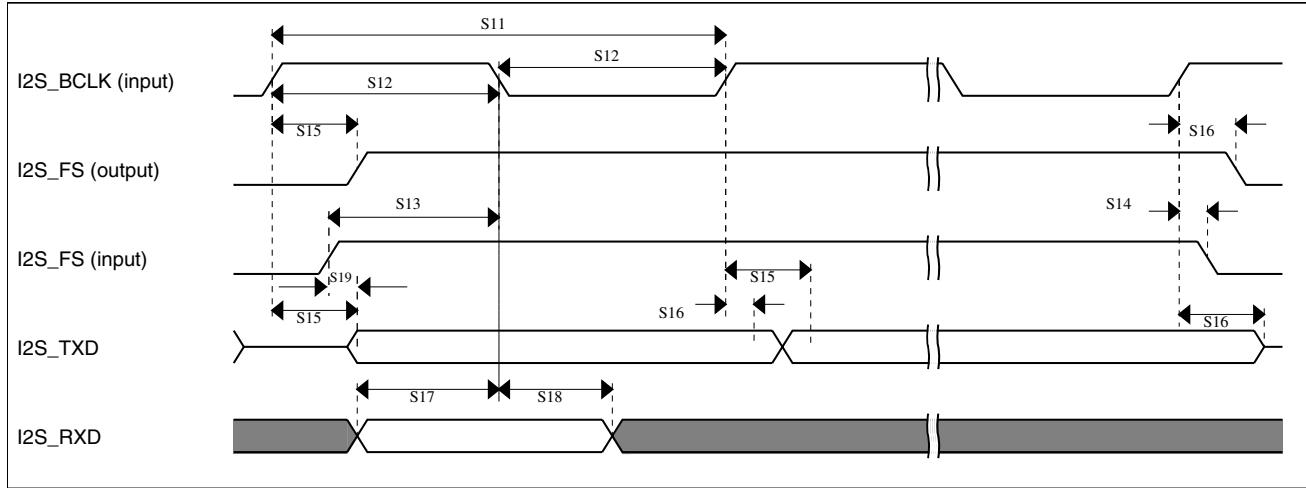 S11
I2S_BCLK (input)
S12
S12
S15
S16
I2S_FS (output)
S13
S14
I2S_FS (input)
S19
S15
S15
S16
S16
I2S_TXD
S17
S18
I2S_RXD